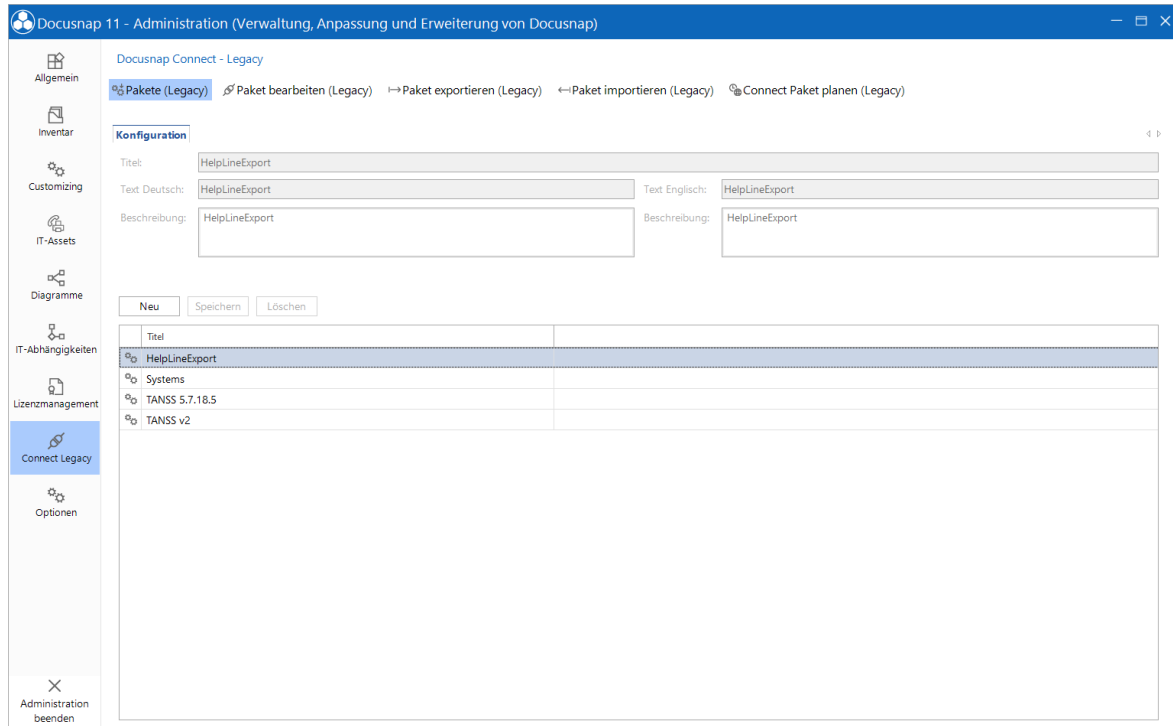 Docusnap 11 - Administration (Verwaltung, Anpassung und Erweiterung von Docusnap)
Allgemein
Inventar
Customizing
IT-Assets
Diagramme
IT-Abhängigkeiten
Lizenzmanagement
Connect Legacy
Optionen
Administration
beenden
Docusnap Connect - Legacy
Pakete (Legacy) Paket bearbeiten (Legacy) Paket exportieren (Legacy) Paket importieren (Legacy) Connect Paket planen (Legacy)
Konfiguration
Titel: HelpLineExport
Text Deutsch: HelpLineExport Text Englisch: HelpLineExport
Beschreibung: HelpLineExport Beschreibung: HelpLineExport
Neu Speichern Löschen
Titel
HelpLineExport
Systems
TANSS 5.7.18.5
TANSS v2